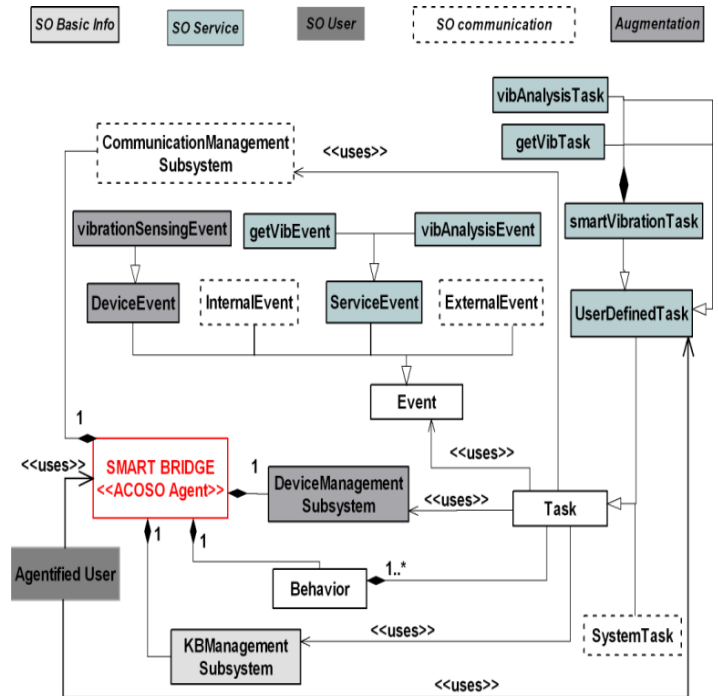 SO Basic Info
SO Service
SO User
SO communication
Augmentation
vibAnalysisTask
CommunicationManagement
Subsystem
<<uses>>
getVibTask
vibrationSensingEvent
getVibEvent
vibAnalysisEvent
smartVibrationTask
DeviceEvent
InternalEvent
ServiceEvent
ExternalEvent
UserDefinedTask
Event
1
<<uses>>
SMART BRIDGE
<<ACOSO Agent>>
1
DeviceManagement
Subsystem
<<uses>>
<<uses>>
Task
Agentified User
1
1
Behavior
1..*
KBManagement
Subsystem
<<uses>>
SystemTask
<<uses>>